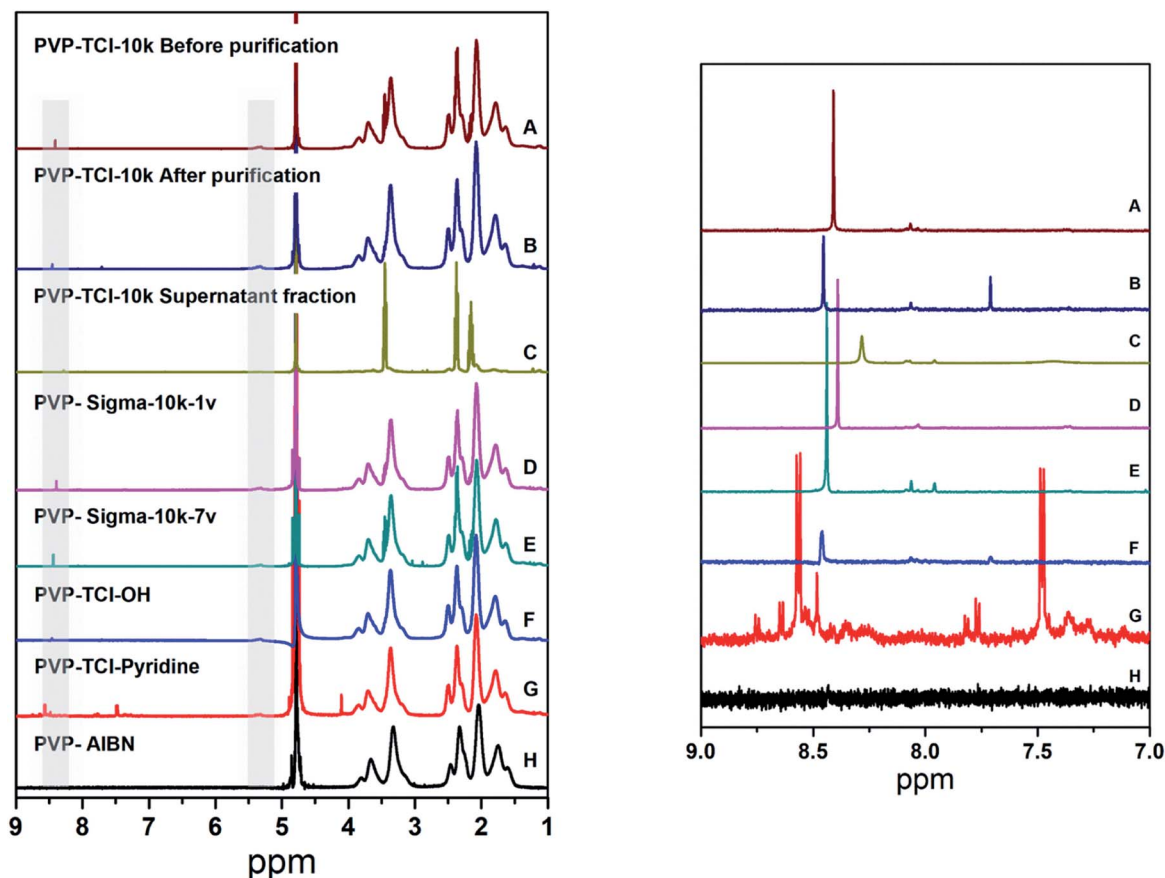 PVP-TCI-10k Before purification
A
PVP-TCI-10k After purification
B
PVP-TCI-10k Supernatant fraction
C
PVP- Sigma-10k-1v
D
PVP- Sigma-10k-7v
E
PVP-TCI-OH
F
PVP-TCI-Pyridine
G
PVP- AIBN
H
9 8 7 6 5 4 3 2 1
ppm
A
B
C
D
E
F
G
H
9.0 8.5 8.0 7.5 7.0
ppm